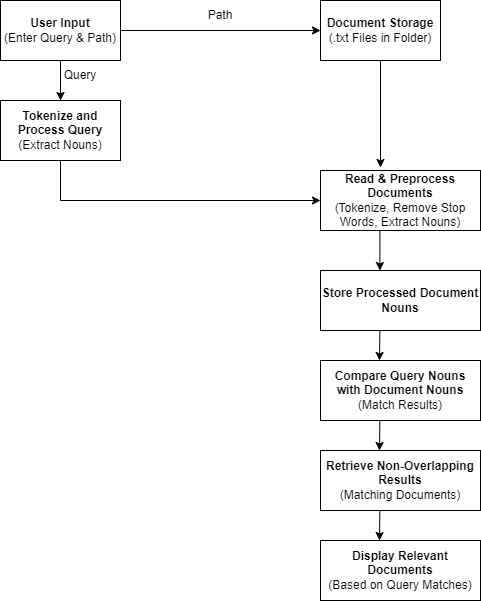 User Input
(Enter Query & Path)
Path
Document Storage
(.txt Files in Folder)
Query
Tokenize and
Process Query
(Extract Nouns)
Read & Preprocess
Documents
(Tokenize, Remove Stop
Words, Extract Nouns)
Store Processed Document
Nouns
Compare Query Nouns
with Document Nouns
(Match Results)
Retrieve Non-Overlapping
Results
(Matching Documents)
Display Relevant
Documents
(Based on Query Matches)